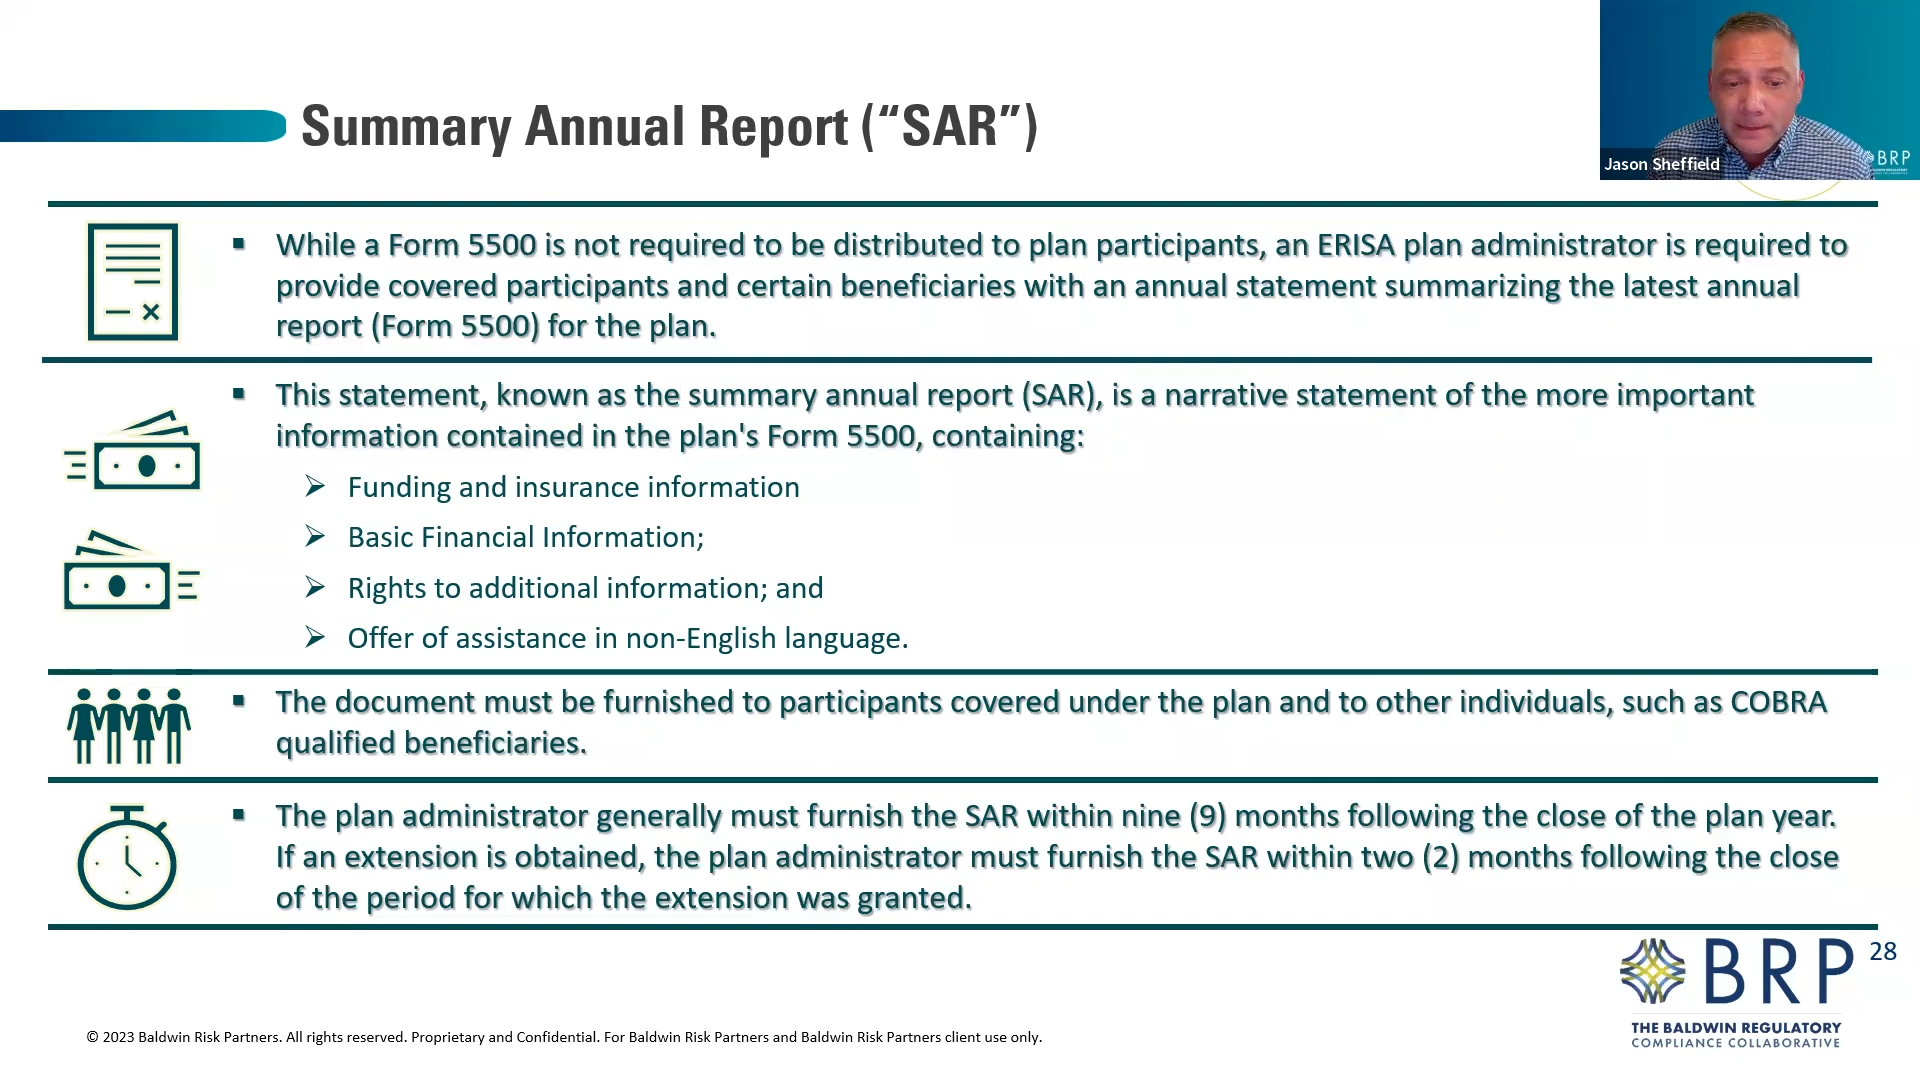 Summary Annual Report (“SAR”)
Jason Sheffield
BRP
▪ While a Form 5500 is not required to be distributed to plan participants, an ERISA plan administrator is required to
provide covered participants and certain beneficiaries with an annual statement summarizing the latest annual
report (Form 5500) for the plan.
▪ This statement, known as the summary annual report (SAR), is a narrative statement of the more important
information contained in the plan's Form 5500, containing:
➢ Funding and insurance information
➢ Basic Financial Information;
➢ Rights to additional information; and
➢ Offer of assistance in non-English language.
▪ The document must be furnished to participants covered under the plan and to other individuals, such as COBRA
qualified beneficiaries.
▪ The plan administrator generally must furnish the SAR within nine (9) months following the close of the plan year.
If an extension is obtained, the plan administrator must furnish the SAR within two (2) months following the close
of the period for which the extension was granted.
BRP
28
THE BALDWIN REGULATORY
COMPLIANCE COLLABORATIVE
© 2023 Baldwin Risk Partners. All rights reserved. Proprietary and Confidential. For Baldwin Risk Partners and Baldwin Risk Partners client use only.